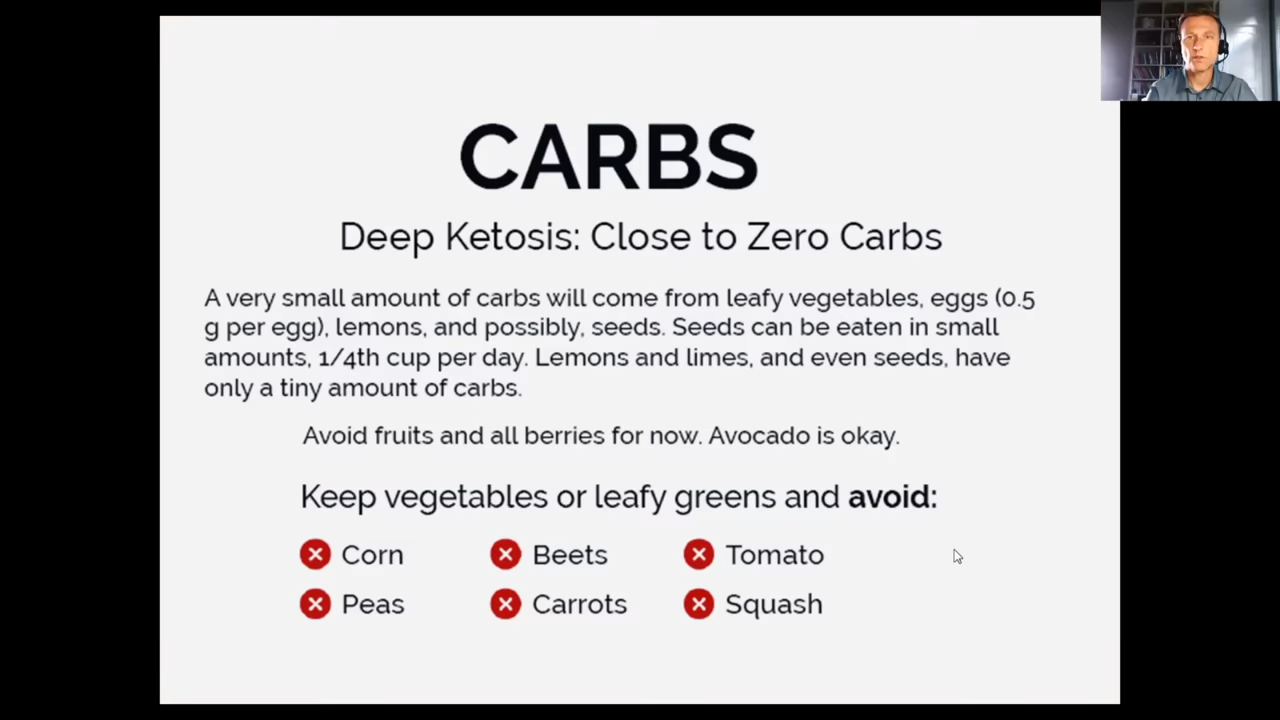 CARBS
Deep Ketosis: Close to Zero Carbs
A very small amount of carbs will come from leafy vegetables, eggs (0.5
g per egg), lemons, and possibly, seeds. Seeds can be eaten in small
amounts, 1/4th cup per day. Lemons and limes, and even seeds, have
only a tiny amount of carbs.
Avoid fruits and all berries for now. Avocado is okay.
Keep vegetables or leafy greens and avoid:
Corn Beets Tomato
Peas Carrots Squash